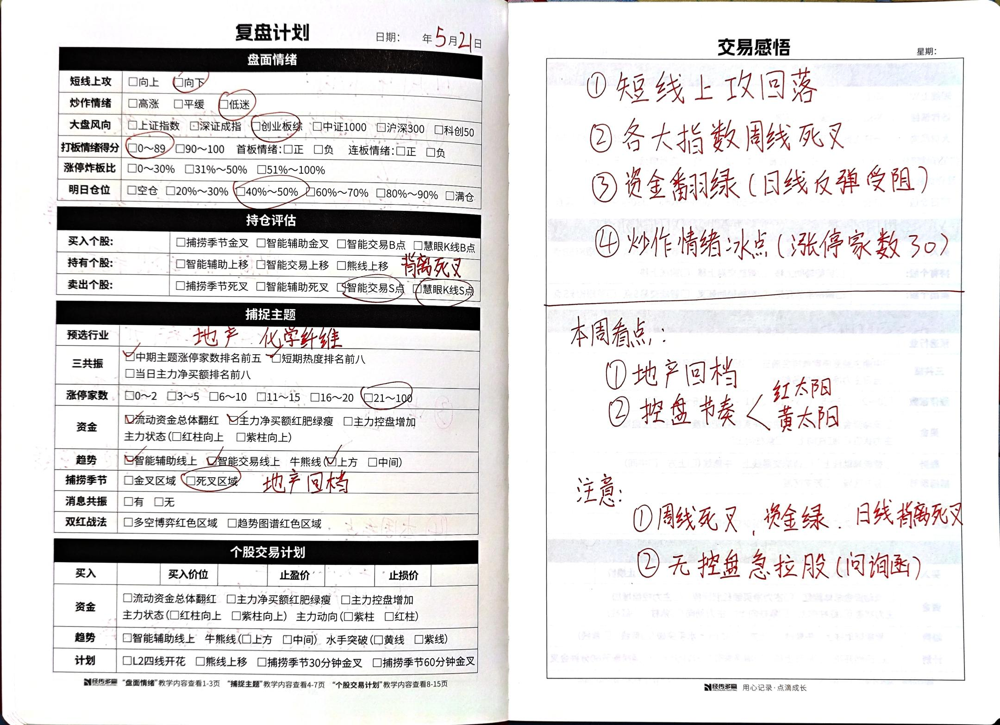 复盘计划
日期： 年5月21日
盘面情绪
短线上攻 □向上 □向下
炒作情绪 □高涨 □平缓 □低迷
大盘风向 □上证指数 □深证成指 □创业板综 □中证1000 □沪深300 □科创50
打板情绪得分 □0～89 □90～100 首板情绪：□正 □负 连板情绪：□正 □负
涨停炸板比 □0～30% □31%～50% □51%～100%
明日仓位 □空仓 □20%～30% □40%～50% □60%～70% □80%～90% □满仓
持仓评估
买入个股: □捕捞季节金叉 □智能辅助金叉 □智能交易B点 □慧眼K线B点
持有个股: □智能辅助上移 □智能交易上移 □熊线上移 背离死叉
卖出个股: □捕捞季节死叉 □智能辅助死叉 □智能交易S点 □慧眼K线S点
捕捉主题
预选行业 地产 化学纤维
三共振 □中期主题涨停家数排名前五 □短期热度排名前八
□当日主力净买额排名前八
涨停家数 □0～2 □3～5 □6～10 □11～15 □16～20 □21～100
资金 □流动资金总体翻红 □主力净买额红肥绿瘦 □主力控盘增加
主力状态(□红柱向上 □紫柱向上)
趋势 □智能辅助线上 □智能交易线上 牛熊线(□上方 □中间)
捕捞季节 □金叉区域 □死叉区域 地产回档
消息共振 □有 □无
双红战法 □多空博弈红色区域 □趋势图谱红色区域
个股交易计划
买入 买入价位 止盈价 止损价
资金 □流动资金总体翻红 □主力净买额红肥绿瘦 □主力控盘增加
主力状态(□红柱向上 □紫柱向上) 主力动向(□紫柱 □红柱)
趋势 □智能辅助线上 牛熊线(□上方 □中间) 水手突破(□黄线 □紫线)
计划 □L2四线开花 □熊线上移 □捕捞季节30分钟金叉 □捕捞季节60分钟金叉
经传多赢 “盘面情绪”教学内容查看1-3页 “捕捉主题”教学内容查看4-7页 “个股交易计划”教学内容查看8-15页
交易感悟
星期：
①短线上攻回落
②各大指数周线死叉
③资金翻绿(日线反弹受阻)
④炒作情绪冰点(涨停家数30)
本周看点：
①地产回档
②控盘节奏<红太阳
黄太阳
注意：
①周线死叉，资金绿.日线背离死叉
②无控盘急拉股(问询函)
经传多赢 用心记录·点滴成长